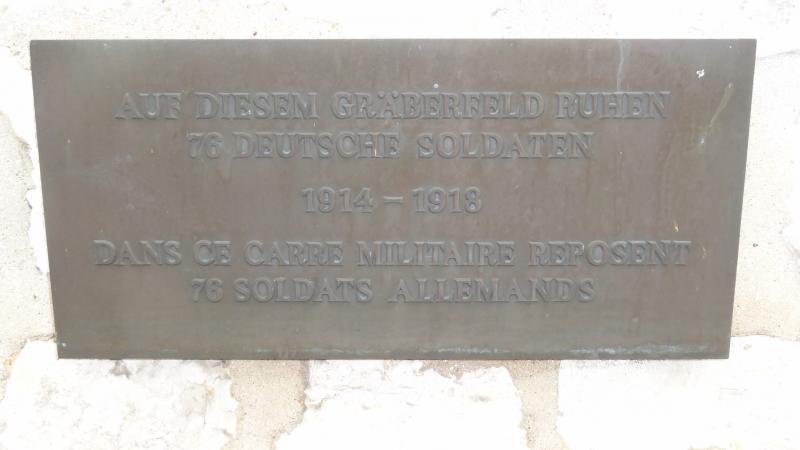 AUF DIESEM GRÄBERFELD RUHEN
76 DEUTSCHE SOLDATEN
1914 – 1918
DANS CE CARRE MILITAIRE REPOSENT
76 SOLDATS ALLEMANDS